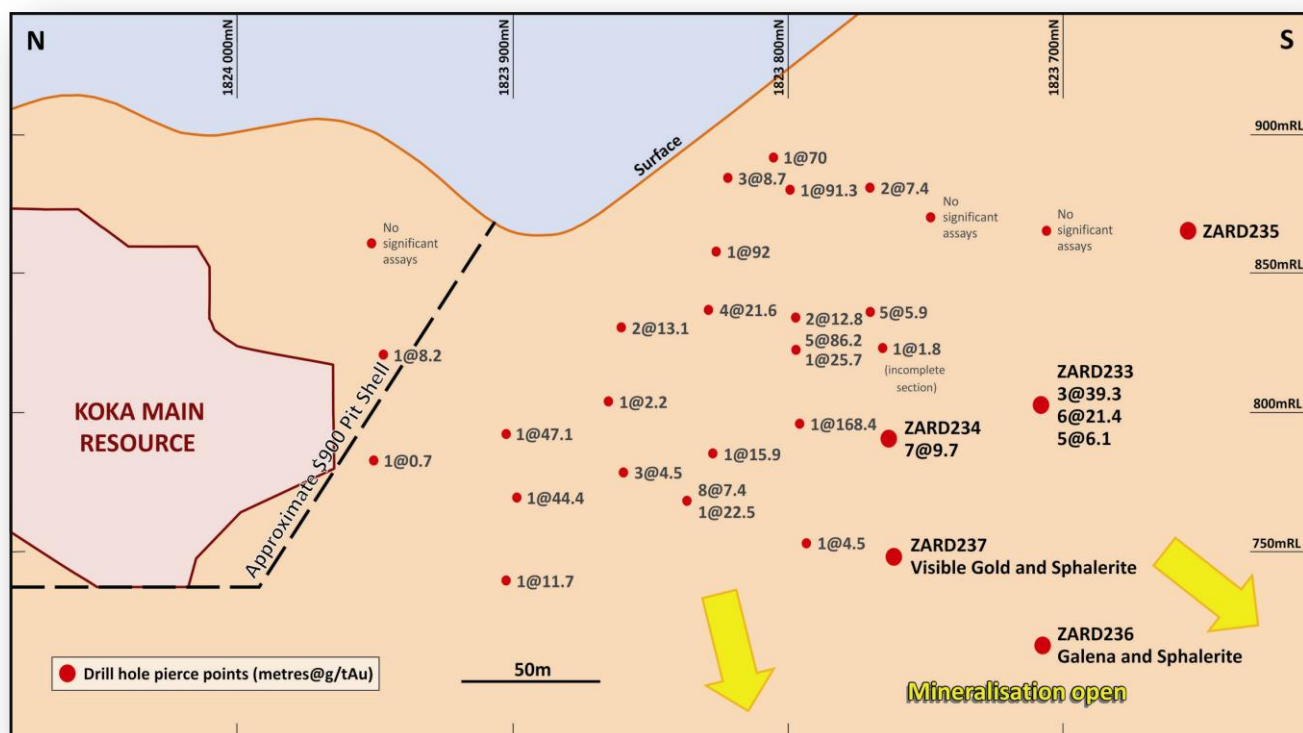 N
1824 000mN
1823 900mN
1823 800mN
1823 700mN
S
900mRL
850mRL
800mRL
750mRL
Surface
1@70
3@8.7
1@91.3
2@7.4
No
significant
assays
No
significant
assays
No
significant
assays
ZARD235
1@92
4@21.6
2@13.1
2@12.8
5@86.2
1@25.7
5@5.9
1@1.8
(incomplete
section)
1@8.2
1@2.2
ZARD233
3@39.3
6@21.4
5@6.1
KOKA MAIN
RESOURCE
Approximate $900 Pit Shell
1@47.1
1@168.4
ZARD234
7@9.7
1@0.7
1@15.9
3@4.5
8@7.4
1@22.5
1@44.4
1@4.5
ZARD237
Visible Gold and Sphalerite
1@11.7
ZARD236
Galena and Sphalerite
Drill hole pierce points (metres@g/tAu)
50m
Mineralisation open